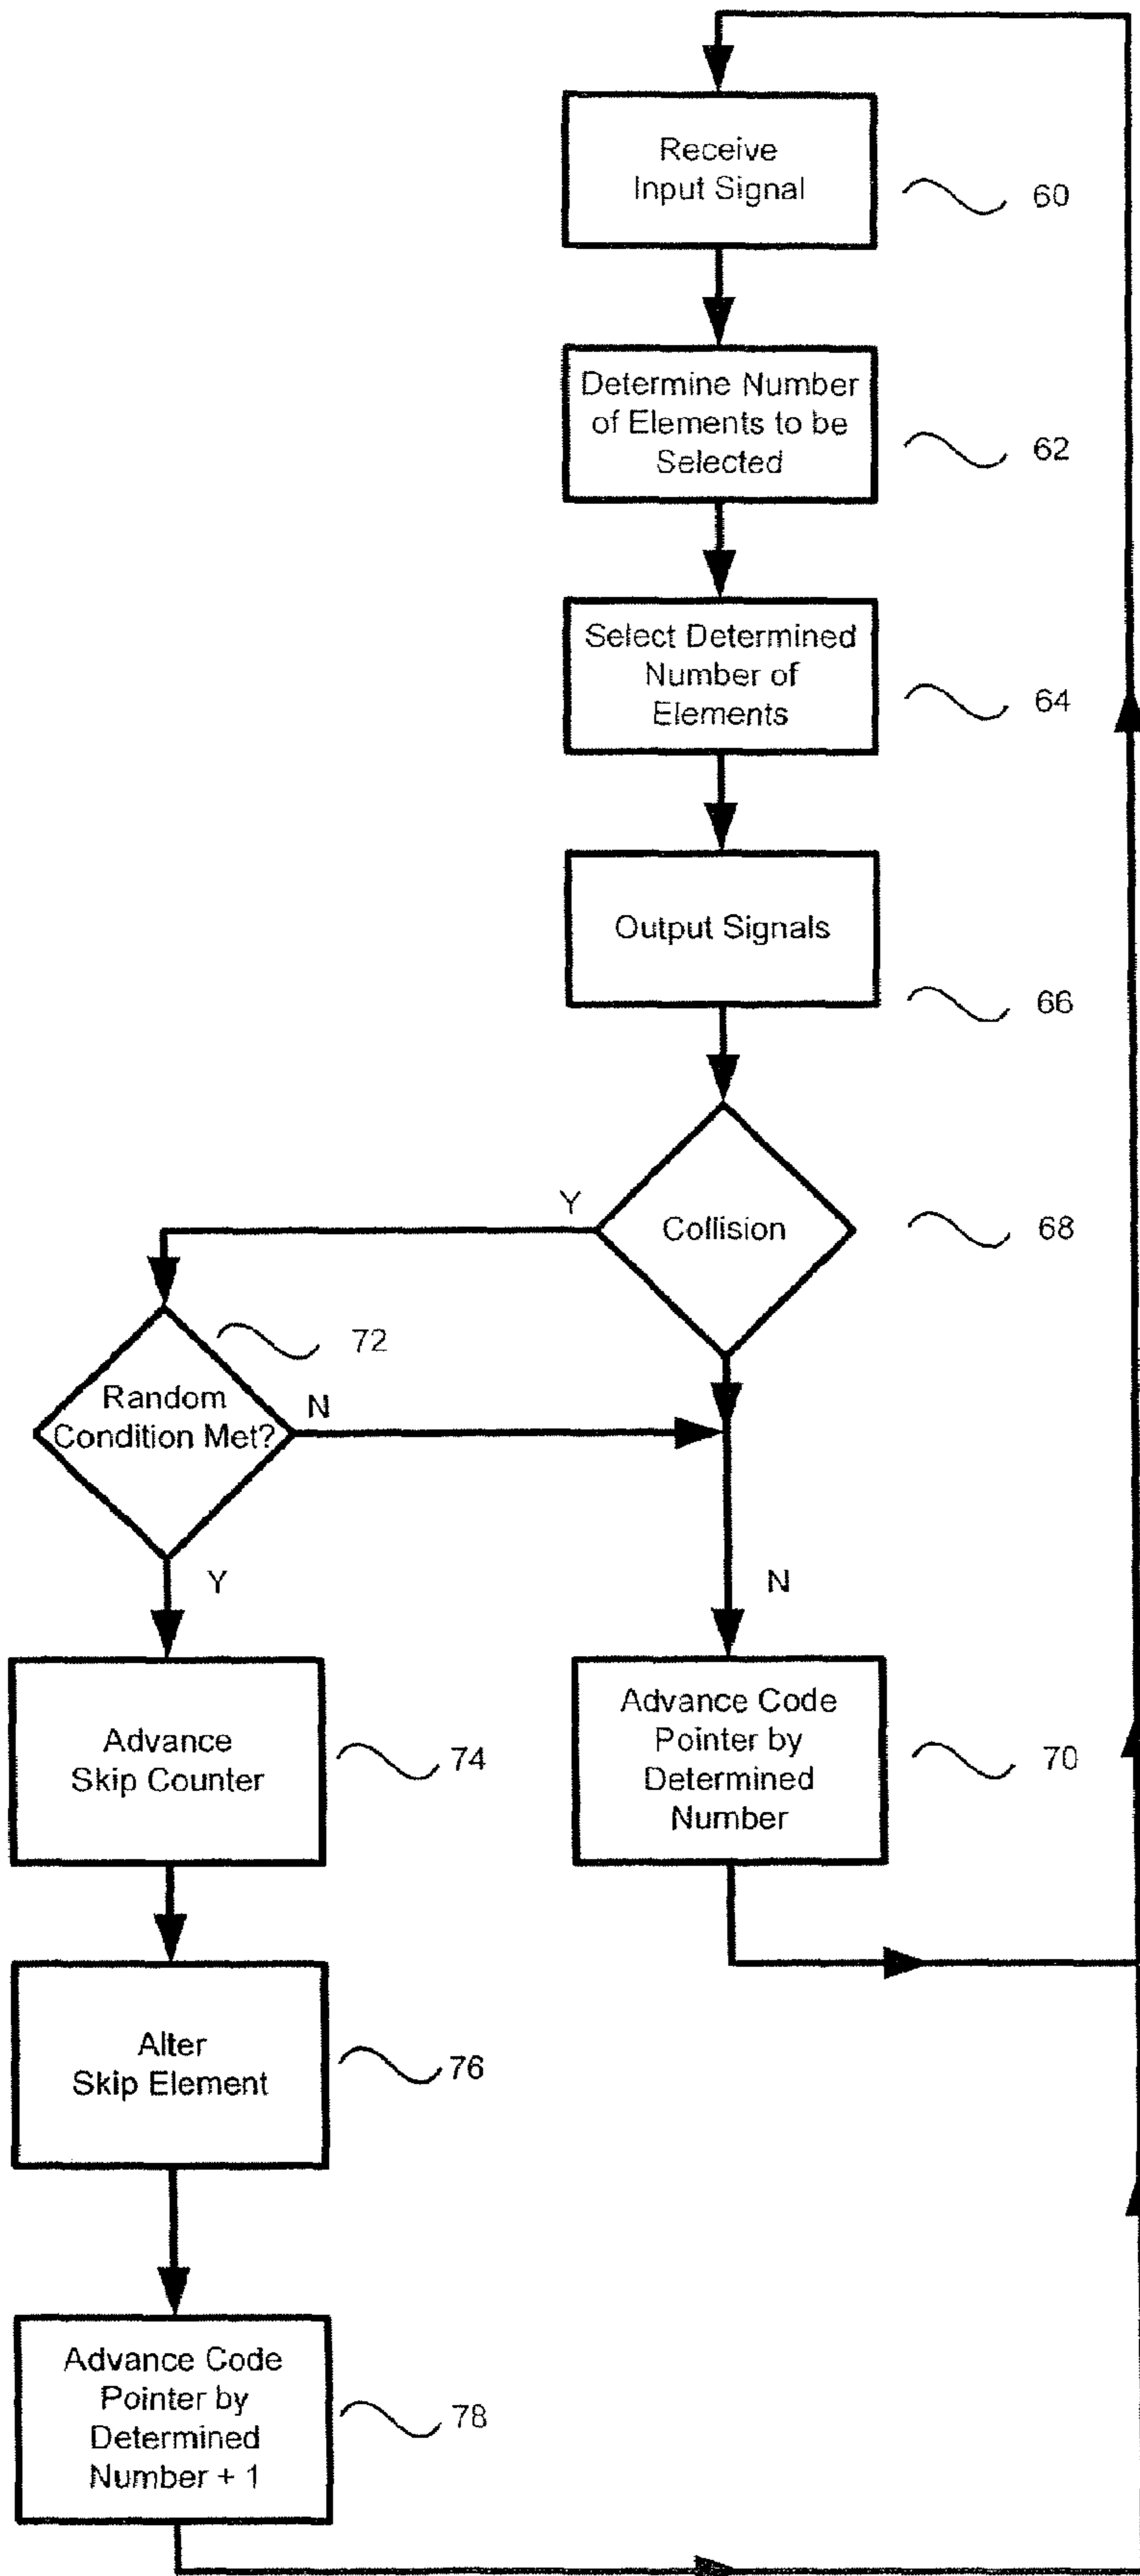 Receive
Input Signal
60
Determine Number
of Elements to be
Selected
62
Select Determined
Number of
Elements
64
Output Signals
66
Y
Collision
68
72
Random
Condition Met?
N
Y
N
Advance
Skip Counter
74
Advance Code
Pointer by
Determined
Number
70
Alter
Skip Element
76
Advance Code
Pointer by
Determined
Number + 1
78